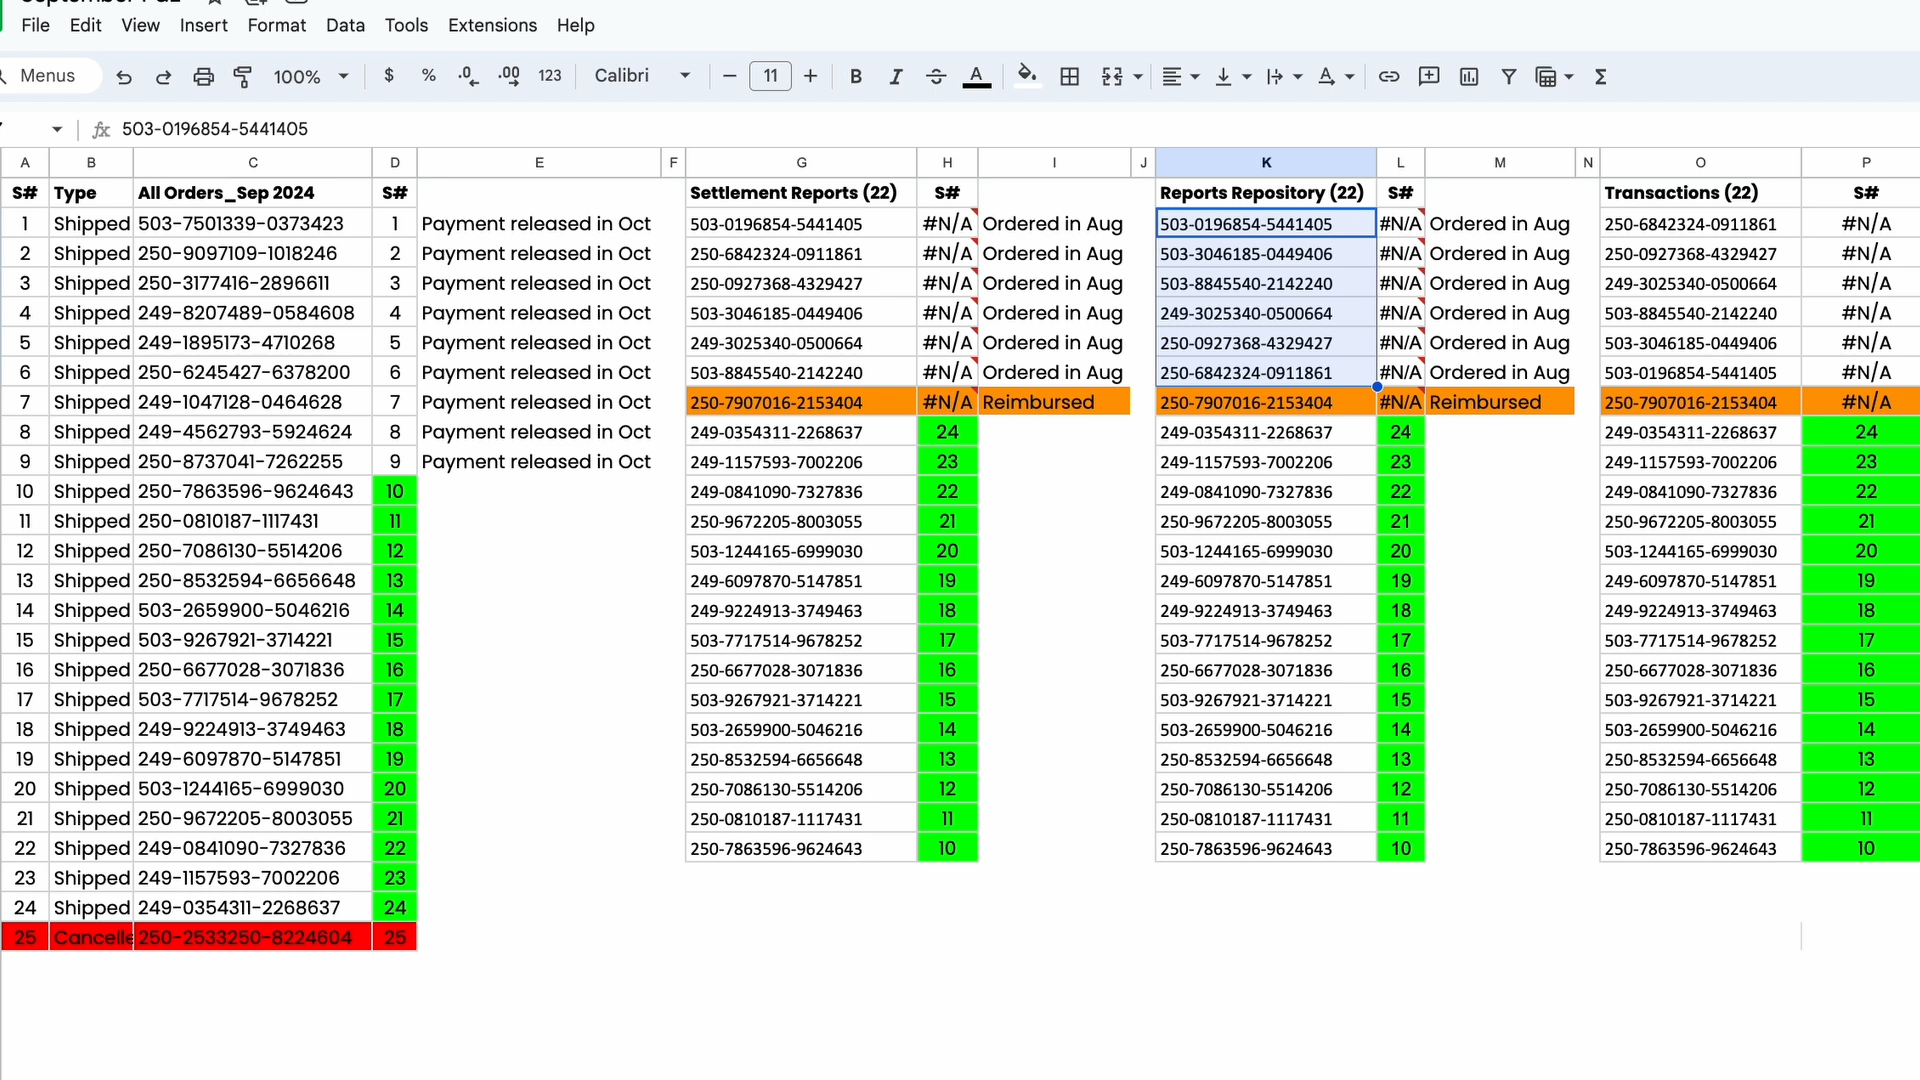 File Edit View Insert Format Data Tools Extensions Help
Menus 100% $ % .0 .00 123 Calibri 11 B I A Σ
fx 503-0196854-5441405
A B C D E F G H I J K L M N O P
S# Type All Orders_Sep 2024 S# Settlement Reports (22) S# Reports Repository (22) S# Transactions (22) S#
1 Shipped 503-7501339-0373423 1 Payment released in Oct 503-0196854-5441405 #N/A Ordered in Aug 503-0196854-5441405 #N/A Ordered in Aug 250-6842324-0911861 #N/A
2 Shipped 250-9097109-1018246 2 Payment released in Oct 250-6842324-0911861 #N/A Ordered in Aug 503-3046185-0449406 #N/A Ordered in Aug 250-0927368-4329427 #N/A
3 Shipped 250-3177416-2896611 3 Payment released in Oct 250-0927368-4329427 #N/A Ordered in Aug 503-8845540-2142240 #N/A Ordered in Aug 249-3025340-0500664 #N/A
4 Shipped 249-8207489-0584608 4 Payment released in Oct 503-3046185-0449406 #N/A Ordered in Aug 249-3025340-0500664 #N/A Ordered in Aug 503-8845540-2142240 #N/A
5 Shipped 249-1895173-4710268 5 Payment released in Oct 249-3025340-0500664 #N/A Ordered in Aug 250-0927368-4329427 #N/A Ordered in Aug 503-3046185-0449406 #N/A
6 Shipped 250-6245427-6378200 6 Payment released in Oct 503-8845540-2142240 #N/A Ordered in Aug 250-6842324-0911861 #N/A Ordered in Aug 503-0196854-5441405 #N/A
7 Shipped 249-1047128-0464628 7 Payment released in Oct 250-7907016-2153404 #N/A Reimbursed 250-7907016-2153404 #N/A Reimbursed 250-7907016-2153404 #N/A
8 Shipped 249-4562793-5924624 8 Payment released in Oct 249-0354311-2268637 24 249-0354311-2268637 24 249-0354311-2268637 24
9 Shipped 250-8737041-7262255 9 Payment released in Oct 249-1157593-7002206 23 249-1157593-7002206 23 249-1157593-7002206 23
10 Shipped 250-7863596-9624643 10 249-0841090-7327836 22 249-0841090-7327836 22 249-0841090-7327836 22
11 Shipped 250-0810187-1117431 11 250-9672205-8003055 21 250-9672205-8003055 21 250-9672205-8003055 21
12 Shipped 250-7086130-5514206 12 503-1244165-6999030 20 503-1244165-6999030 20 503-1244165-6999030 20
13 Shipped 250-8532594-6656648 13 249-6097870-5147851 19 249-6097870-5147851 19 249-6097870-5147851 19
14 Shipped 503-2659900-5046216 14 249-9224913-3749463 18 249-9224913-3749463 18 249-9224913-3749463 18
15 Shipped 503-9267921-3714221 15 503-7717514-9678252 17 503-7717514-9678252 17 503-7717514-9678252 17
16 Shipped 250-6677028-3071836 16 250-6677028-3071836 16 250-6677028-3071836 16 250-6677028-3071836 16
17 Shipped 503-7717514-9678252 17 503-9267921-3714221 15 503-9267921-3714221 15 503-9267921-3714221 15
18 Shipped 249-9224913-3749463 18 503-2659900-5046216 14 503-2659900-5046216 14 503-2659900-5046216 14
19 Shipped 249-6097870-5147851 19 250-8532594-6656648 13 250-8532594-6656648 13 250-8532594-6656648 13
20 Shipped 503-1244165-6999030 20 250-7086130-5514206 12 250-7086130-5514206 12 250-7086130-5514206 12
21 Shipped 250-9672205-8003055 21 250-0810187-1117431 11 250-0810187-1117431 11 250-0810187-1117431 11
22 Shipped 249-0841090-7327836 22 250-7863596-9624643 10 250-7863596-9624643 10 250-7863596-9624643 10
23 Shipped 249-1157593-7002206 23
24 Shipped 249-0354311-2268637 24
25 Cancelle 250-2533250-8224604 25